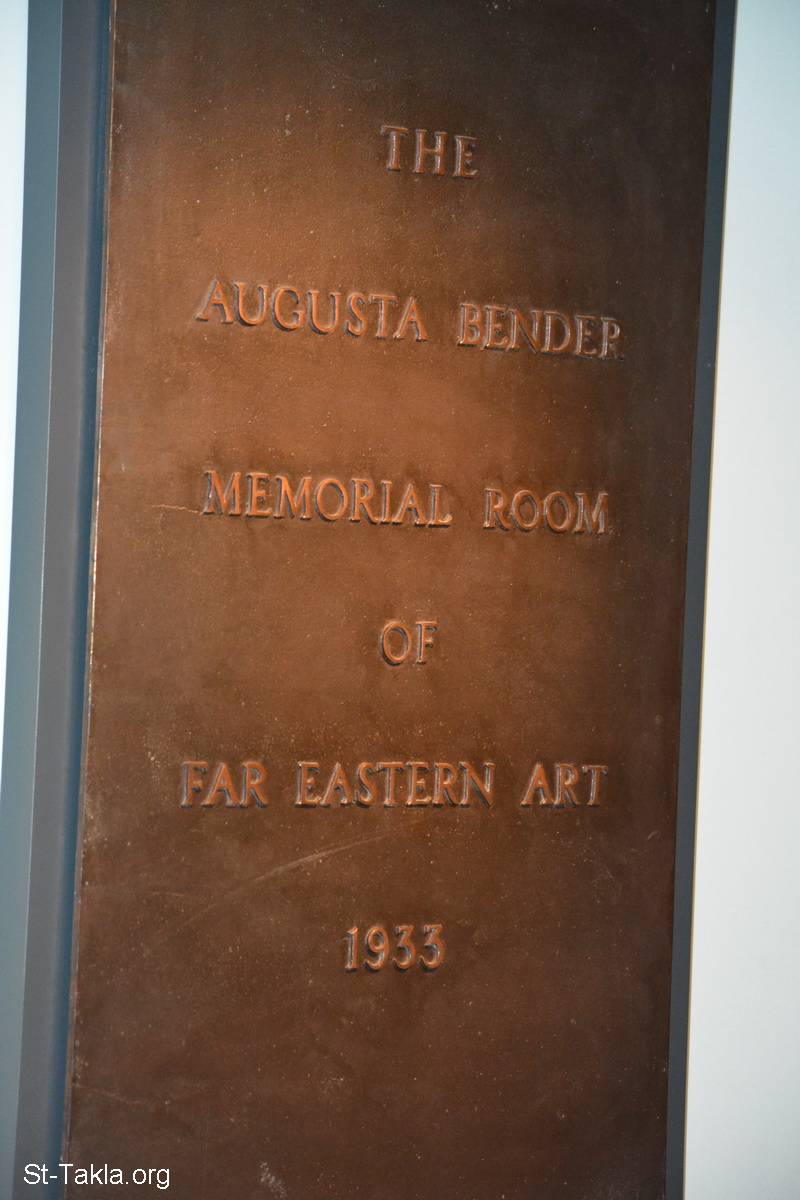 THE
AUGUSTA BENDER
MEMORIAL ROOM
OF
FAR EASTERN ART
1933
St-Takla.org